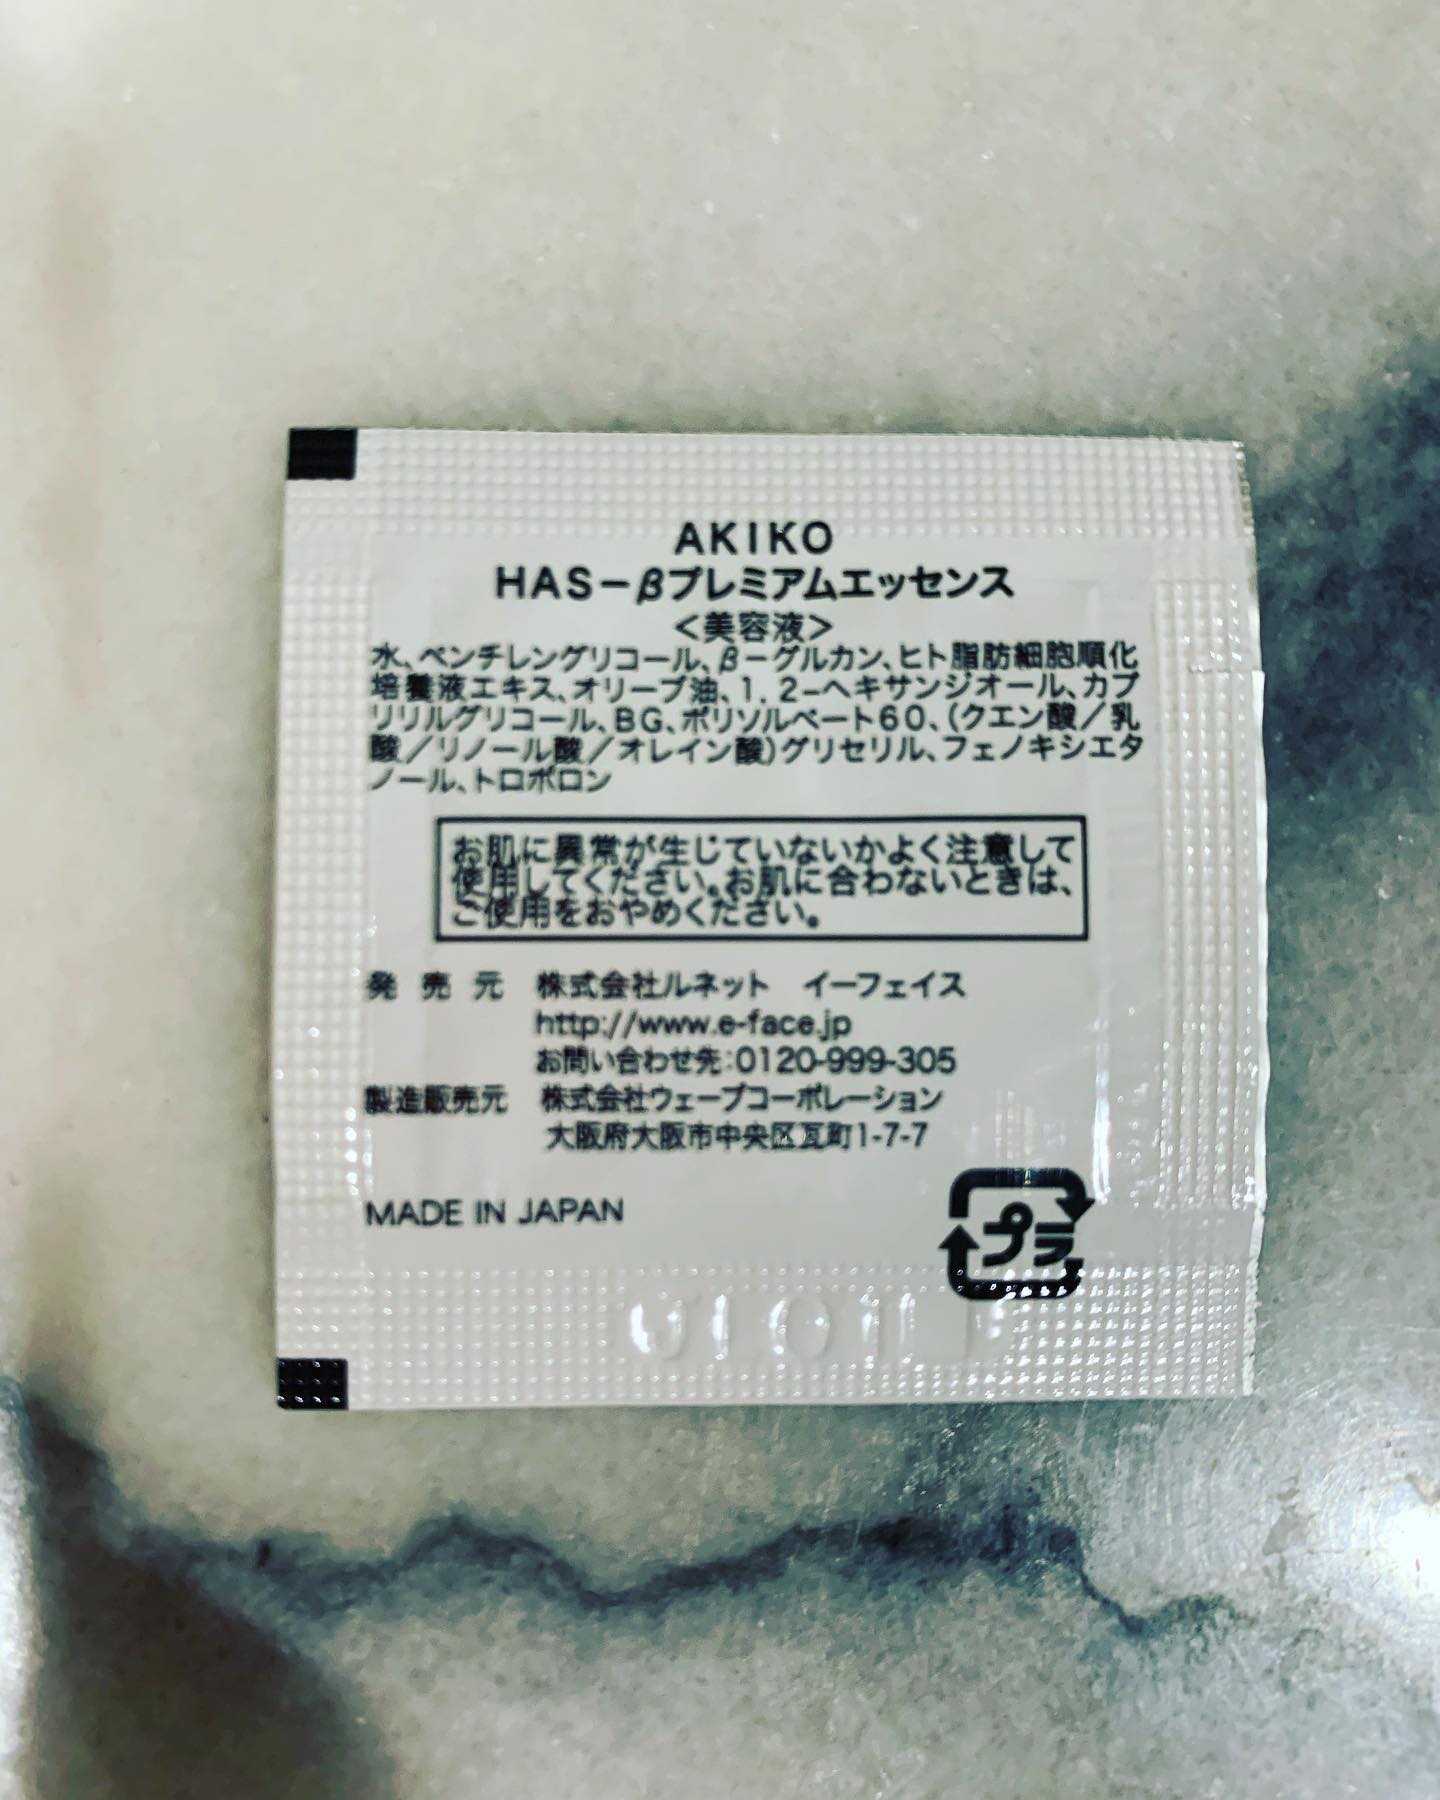 AKIKO
HAS-βプレミアムエッセンス
<美容液>
水、ペンチレングリコール、β-グルカン、ヒト脂肪細胞順化
培養液エキス、オリーブ油、1,2-ヘキサンジオール、カプ
リリルグリコール、BG、ポリソルベート60、(クエン酸/乳
酸/リノール酸/オレイン酸)グリセリル、フェノキシエタ
ノール、トロポロン
お肌に異常が生じていないかよく注意して
使用してください。お肌に合わないときは、
ご使用をおやめください。
発売元 株式会社ルネット イーフェイス
http://www.e-face.jp
お問い合わせ先:0120-999-305
製造販売元 株式会社ウェーブコーポレーション
大阪府大阪市中央区瓦町1-7-7
MADE IN JAPAN
プラ